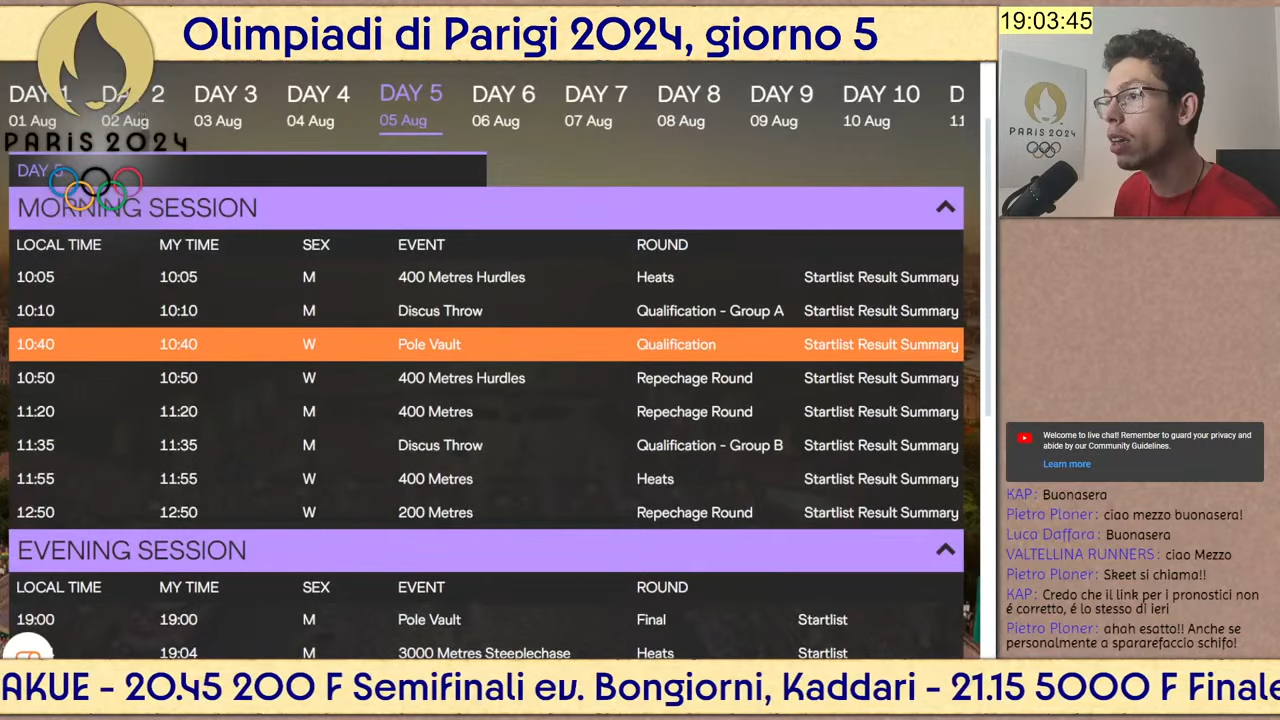 Olimpiadi di Parigi 2024, giorno 5
19:03:45
DAY 1 DAY 2 DAY 3 DAY 4 DAY 5 DAY 6 DAY 7 DAY 8 DAY 9 DAY 10 D
01 Aug 02 Aug 03 Aug 04 Aug 05 Aug 06 Aug 07 Aug 08 Aug 09 Aug 10 Aug 11
PARIS 2024
PARIS 2024
DAY 5
MORNING SESSION
LOCAL TIME MY TIME SEX EVENT ROUND
10:05 10:05 M 400 Metres Hurdles Heats Startlist Result Summary
10:10 10:10 M Discus Throw Qualification - Group A Startlist Result Summary
10:40 10:40 W Pole Vault Qualification Startlist Result Summary
10:50 10:50 W 400 Metres Hurdles Repechage Round Startlist Result Summary
11:20 11:20 M 400 Metres Repechage Round Startlist Result Summary
11:35 11:35 M Discus Throw Qualification - Group B Startlist Result Summary
11:55 11:55 W 400 Metres Heats Startlist Result Summary
12:50 12:50 W 200 Metres Repechage Round Startlist Result Summary
EVENING SESSION
LOCAL TIME MY TIME SEX EVENT ROUND
19:00 19:00 M Pole Vault Final Startlist
19:04 M 3000 Metres Steeplechase Heats Startlist
Welcome to live chat! Remember to guard your privacy and
abide by our Community Guidelines.
Learn more
KAP: Buonasera
Pietro Ploner: ciao mezzo buonasera!
Luca Daffara: Buonasera
VALTELLINA RUNNERS: ciao Mezzo
Pietro Ploner: Skeet si chiama!!
KAP: Credo che il link per i pronostici non
é corretto, é lo stesso di ieri
Pietro Ploner: ahah esatto!! Anche se
personalmente a spararefaccio schifo!
AKUE - 20.45 200 F Semifinali ev. Bongiorni, Kaddari - 21.15 5000 F Finale